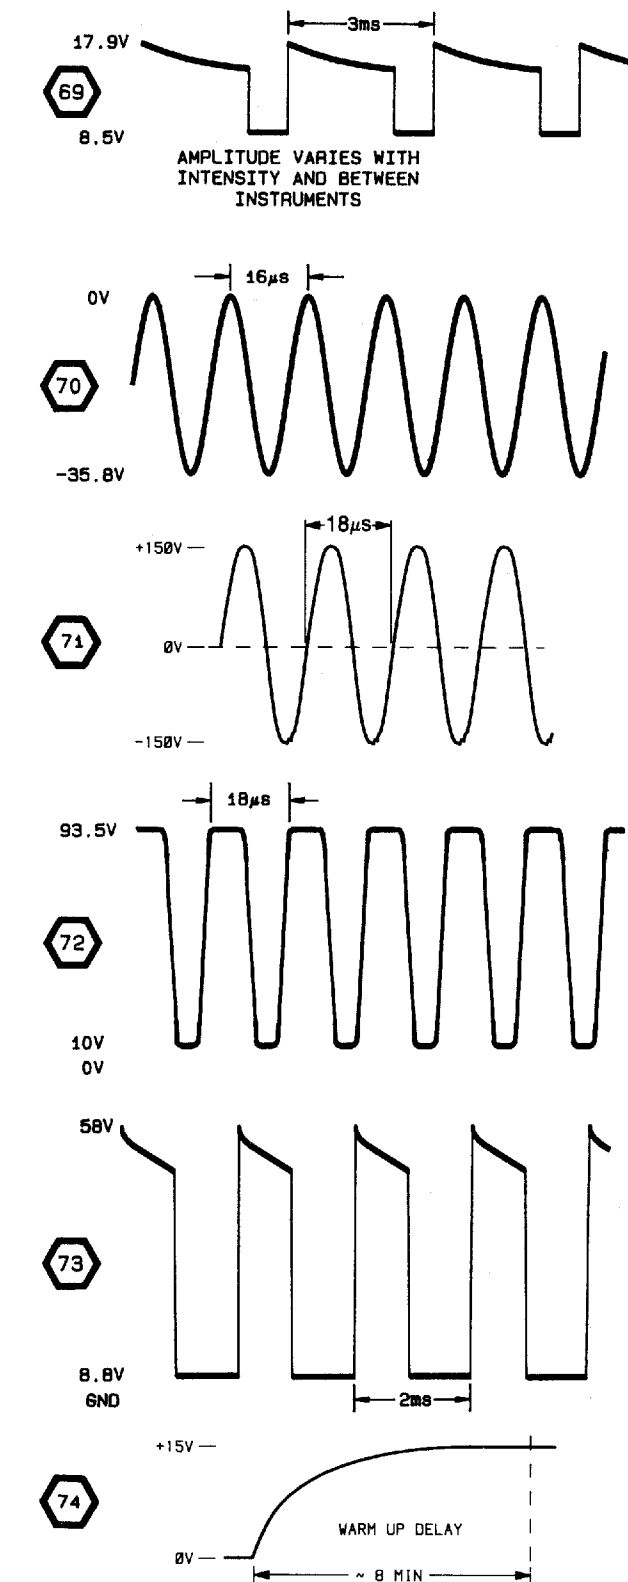 3ms
17.9V
69
8.5V
AMPLITUDE VARIES WITH
INTENSITY AND BETWEEN
INSTRUMENTS
16µs
0V
70
-35.8V
18µs
+150V
71
0V
-150V
18µs
93.5V
72
10V
0V
58V
73
8.8V
GND
2ms
+15V
74
WARM UP DELAY
0V
~ 8 MIN